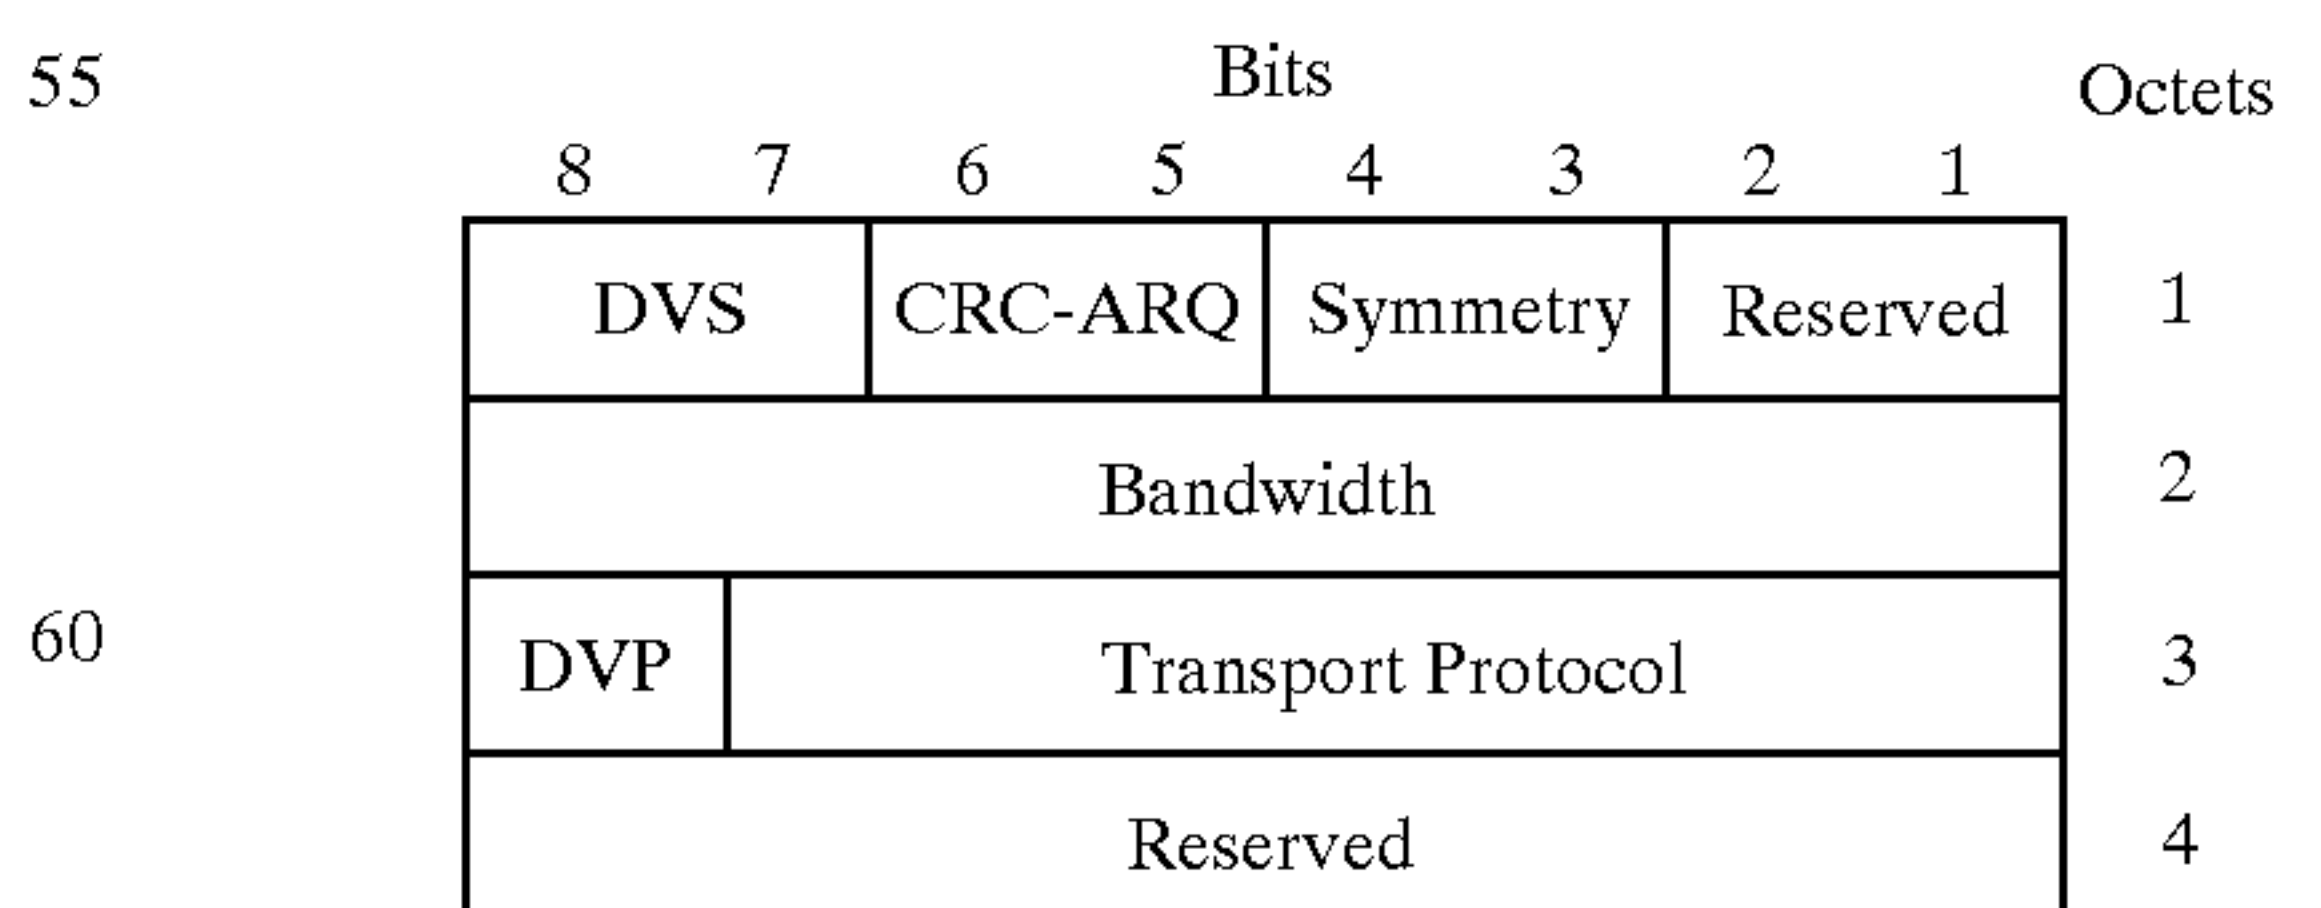 55 Bits Octets
8 7 6 5 4 3 2 1
DVS CRC-ARQ Symmetry Reserved 1
Bandwidth 2
60 DVP Transport Protocol 3
Reserved 4